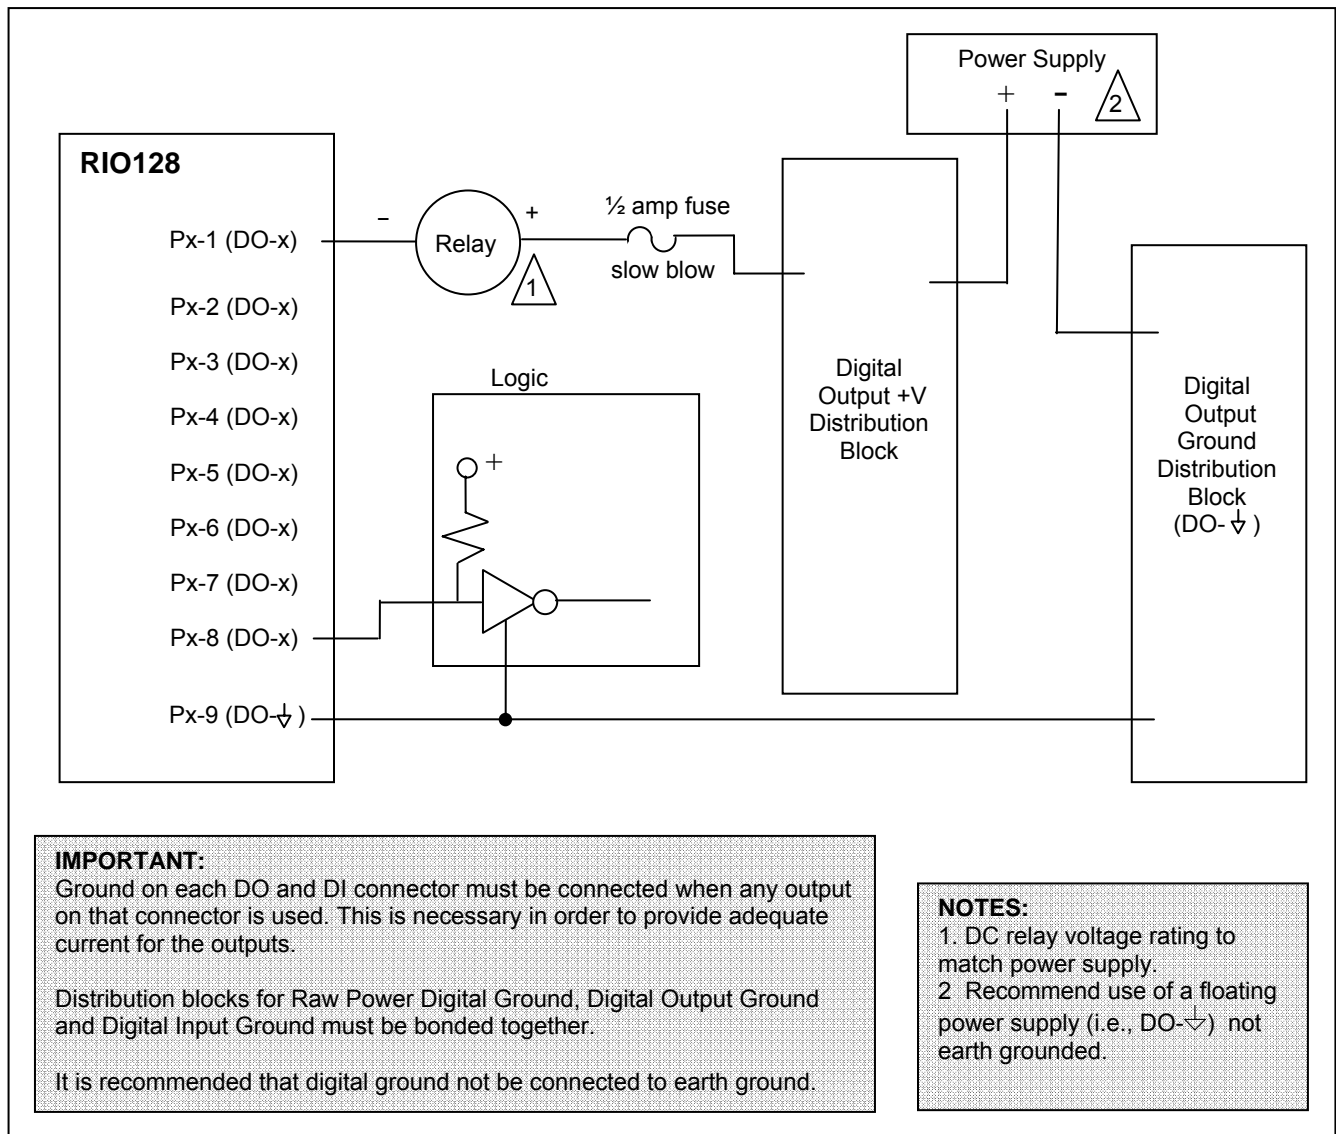 Power Supply
+ -
2
RIO128
Px-1 (DO-x)
Px-2 (DO-x)
Px-3 (DO-x)
Px-4 (DO-x)
Px-5 (DO-x)
Px-6 (DO-x)
Px-7 (DO-x)
Px-8 (DO-x)
Px-9 (DO-⏚)
-
Relay
+
1
½ amp fuse
slow blow
Logic
+
Digital
Output +V
Distribution
Block
Digital
Output
Ground
Distribution
Block
(DO-⏚)
IMPORTANT:
Ground on each DO and DI connector must be connected when any output
on that connector is used. This is necessary in order to provide adequate
current for the outputs.
Distribution blocks for Raw Power Digital Ground, Digital Output Ground
and Digital Input Ground must be bonded together.
It is recommended that digital ground not be connected to earth ground.
NOTES:
1. DC relay voltage rating to
match power supply.
2 Recommend use of a floating
power supply (i.e., DO-⏚) not
earth grounded.